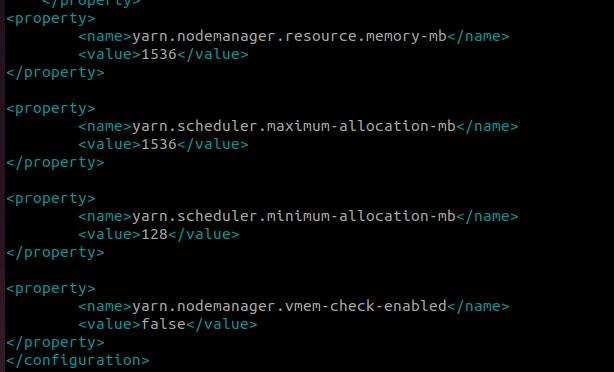 </property>
<property>
<name>yarn.nodemanager.resource.memory-mb</name>
<value>1536</value>
</property>
<property>
<name>yarn.scheduler.maximum-allocation-mb</name>
<value>1536</value>
</property>
<property>
<name>yarn.scheduler.minimum-allocation-mb</name>
<value>128</value>
</property>
<property>
<name>yarn.nodemanager.vmem-check-enabled</name>
<value>false</value>
</property>
</configuration>